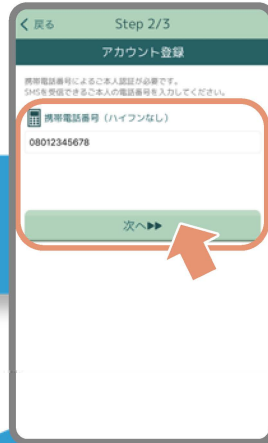 戻る Step 2/3
アカウント登録
携帯電話番号によるご本人認証が必要です。
SMSを受信できるご本人の電話番号を入力してください。
携帯電話番号(ハイフンなし)
08012345678
次へ▶▶